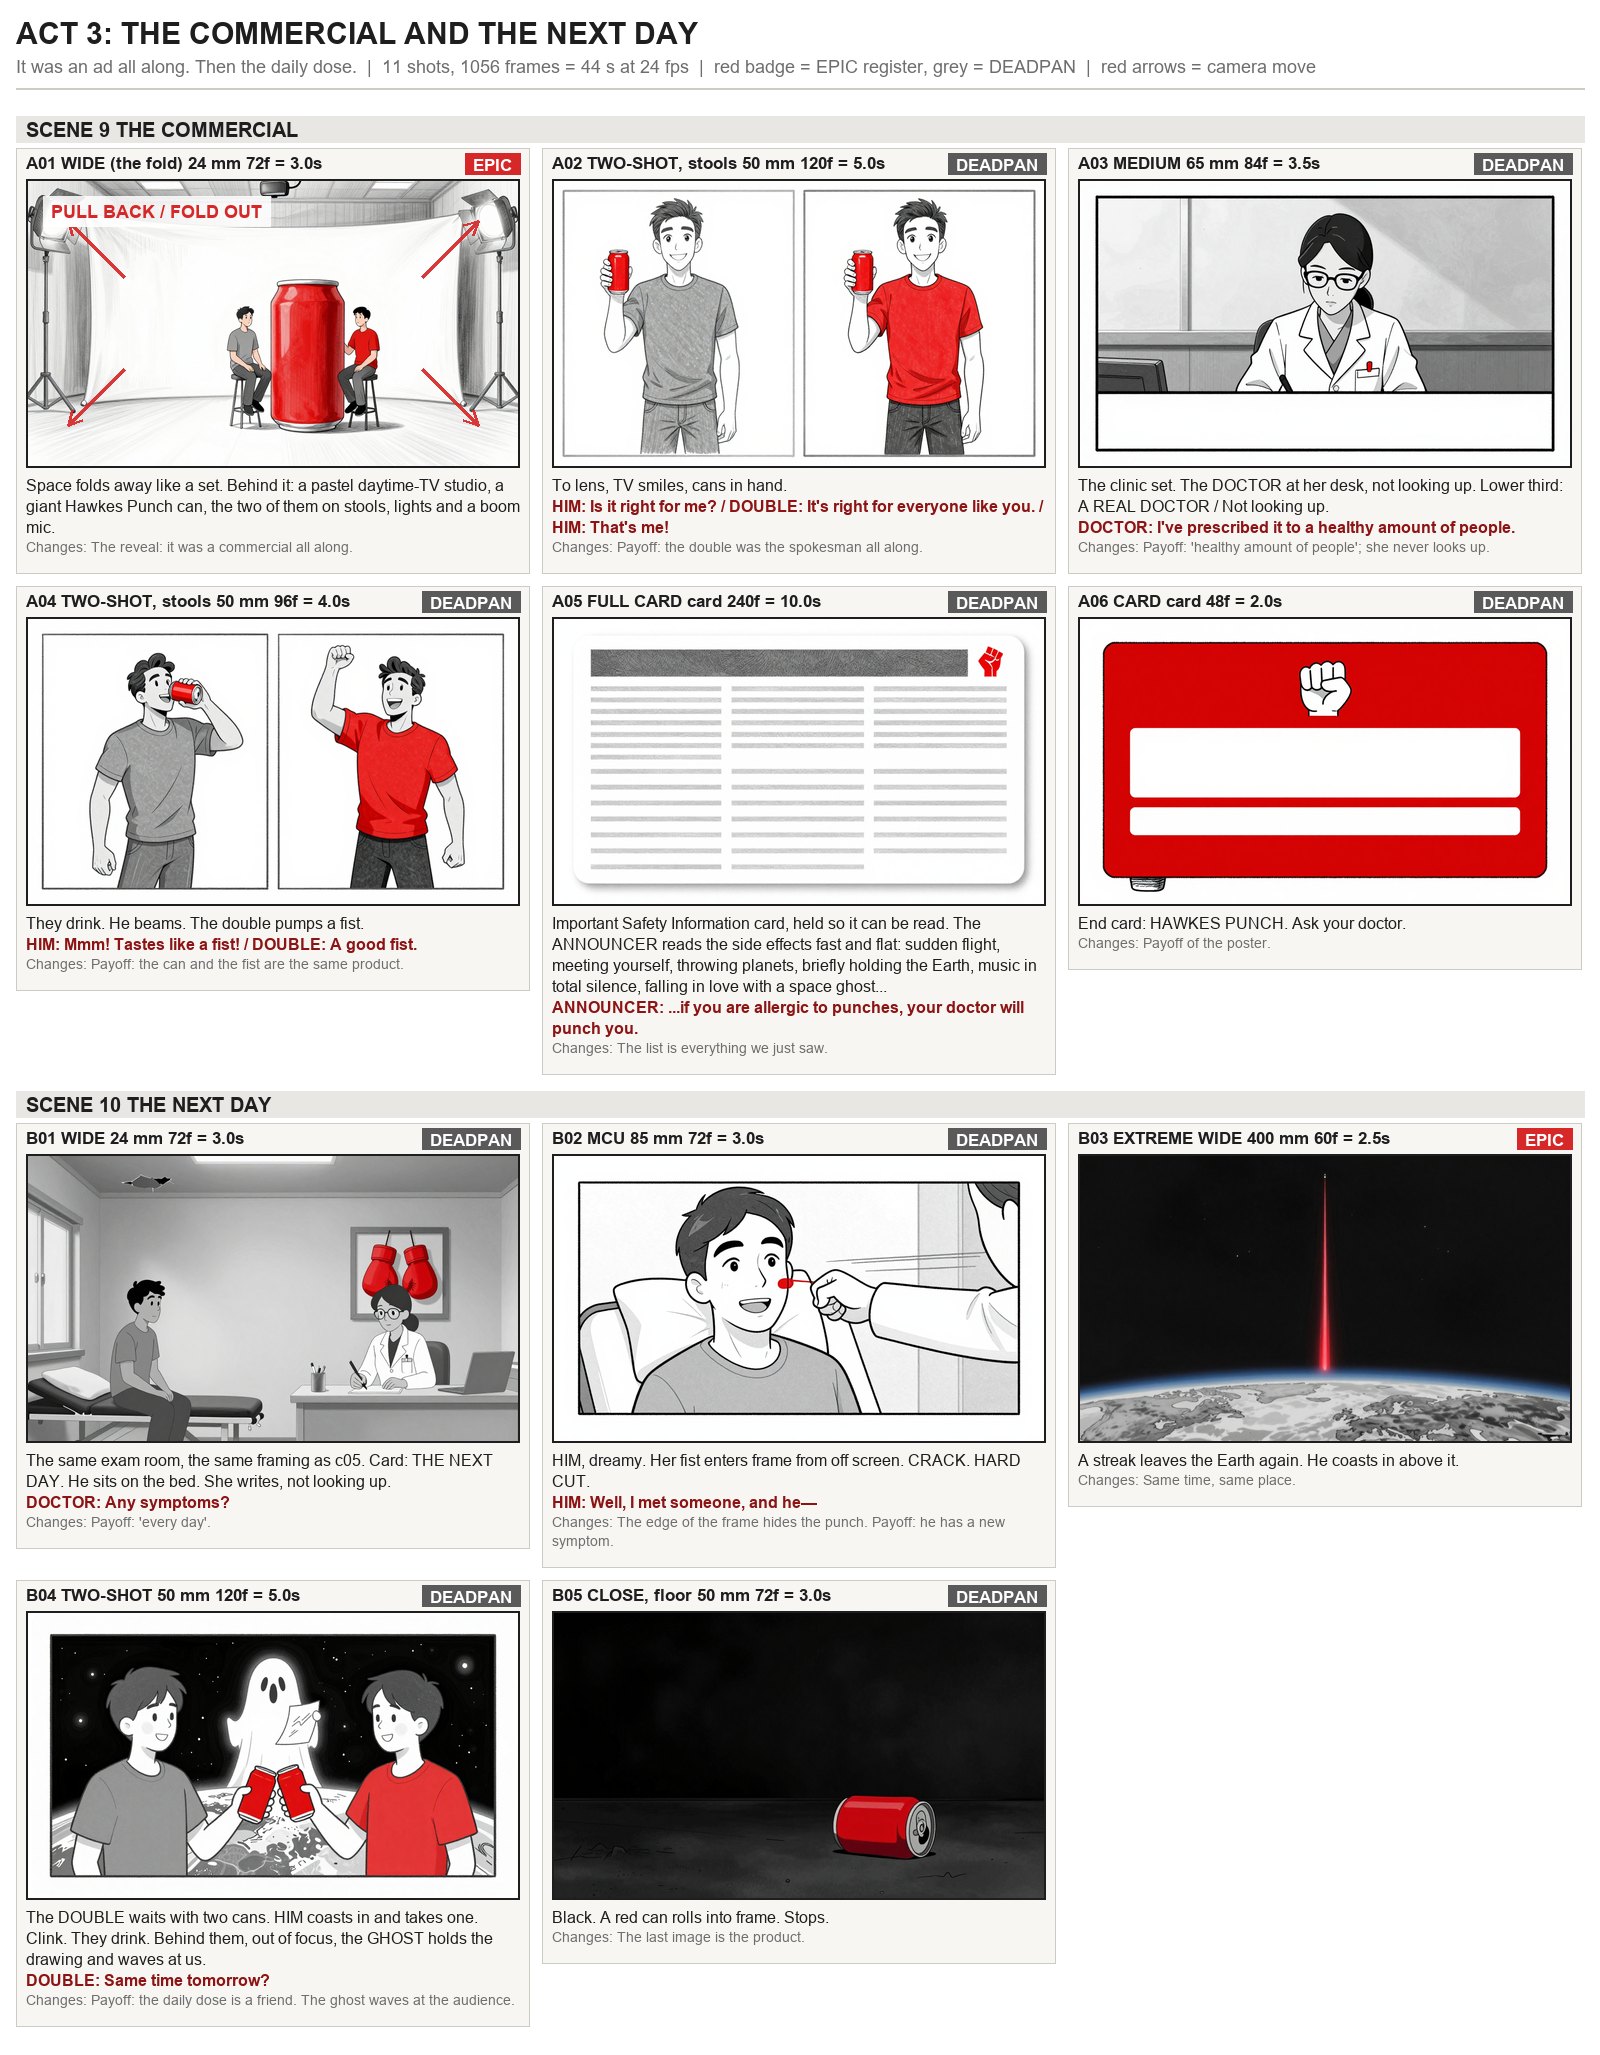 ACT 3: THE COMMERCIAL AND THE NEXT DAY
It was an ad all along. Then the daily dose. | 11 shots, 1056 frames = 44 s at 24 fps | red badge = EPIC register, grey = DEADPAN | red arrows = camera move
SCENE 9 THE COMMERCIAL
A01 WIDE (the fold) 24 mm 72f = 3.0s
EPIC
PULL BACK / FOLD OUT
Space folds away like a set. Behind it: a pastel daytime-TV studio, a
giant Hawkes Punch can, the two of them on stools, lights and a boom
mic.
Changes: The reveal: it was a commercial all along.
A02 TWO-SHOT, stools 50 mm 120f = 5.0s
DEADPAN
To lens, TV smiles, cans in hand.
HIM: Is it right for me? / DOUBLE: It's right for everyone like you. /
HIM: That's me!
Changes: Payoff: the double was the spokesman all along.
A03 MEDIUM 65 mm 84f = 3.5s
DEADPAN
The clinic set. The DOCTOR at her desk, not looking up. Lower third:
A REAL DOCTOR / Not looking up.
DOCTOR: I've prescribed it to a healthy amount of people.
Changes: Payoff: 'healthy amount of people'; she never looks up.
A04 TWO-SHOT, stools 50 mm 96f = 4.0s
DEADPAN
They drink. He beams. The double pumps a fist.
HIM: Mmm! Tastes like a fist! / DOUBLE: A good fist.
Changes: Payoff: the can and the fist are the same product.
A05 FULL CARD card 240f = 10.0s
DEADPAN
Important Safety Information card, held so it can be read. The
ANNOUNCER reads the side effects fast and flat: sudden flight,
meeting yourself, throwing planets, briefly holding the Earth, music in
total silence, falling in love with a space ghost...
ANNOUNCER: ...if you are allergic to punches, your doctor will
punch you.
Changes: The list is everything we just saw.
A06 CARD card 48f = 2.0s
DEADPAN
End card: HAWKES PUNCH. Ask your doctor.
Changes: Payoff of the poster.
SCENE 10 THE NEXT DAY
B01 WIDE 24 mm 72f = 3.0s
DEADPAN
The same exam room, the same framing as c05. Card: THE NEXT
DAY. He sits on the bed. She writes, not looking up.
DOCTOR: Any symptoms?
Changes: Payoff: 'every day'.
B02 MCU 85 mm 72f = 3.0s
DEADPAN
HIM, dreamy. Her fist enters frame from off screen. CRACK. HARD
CUT.
HIM: Well, I met someone, and he—
Changes: The edge of the frame hides the punch. Payoff: he has a new
symptom.
B03 EXTREME WIDE 400 mm 60f = 2.5s
EPIC
A streak leaves the Earth again. He coasts in above it.
Changes: Same time, same place.
B04 TWO-SHOT 50 mm 120f = 5.0s
DEADPAN
The DOUBLE waits with two cans. HIM coasts in and takes one.
Clink. They drink. Behind them, out of focus, the GHOST holds the
drawing and waves at us.
DOUBLE: Same time tomorrow?
Changes: Payoff: the daily dose is a friend. The ghost waves at the audience.
B05 CLOSE, floor 50 mm 72f = 3.0s
DEADPAN
Black. A red can rolls into frame. Stops.
Changes: The last image is the product.